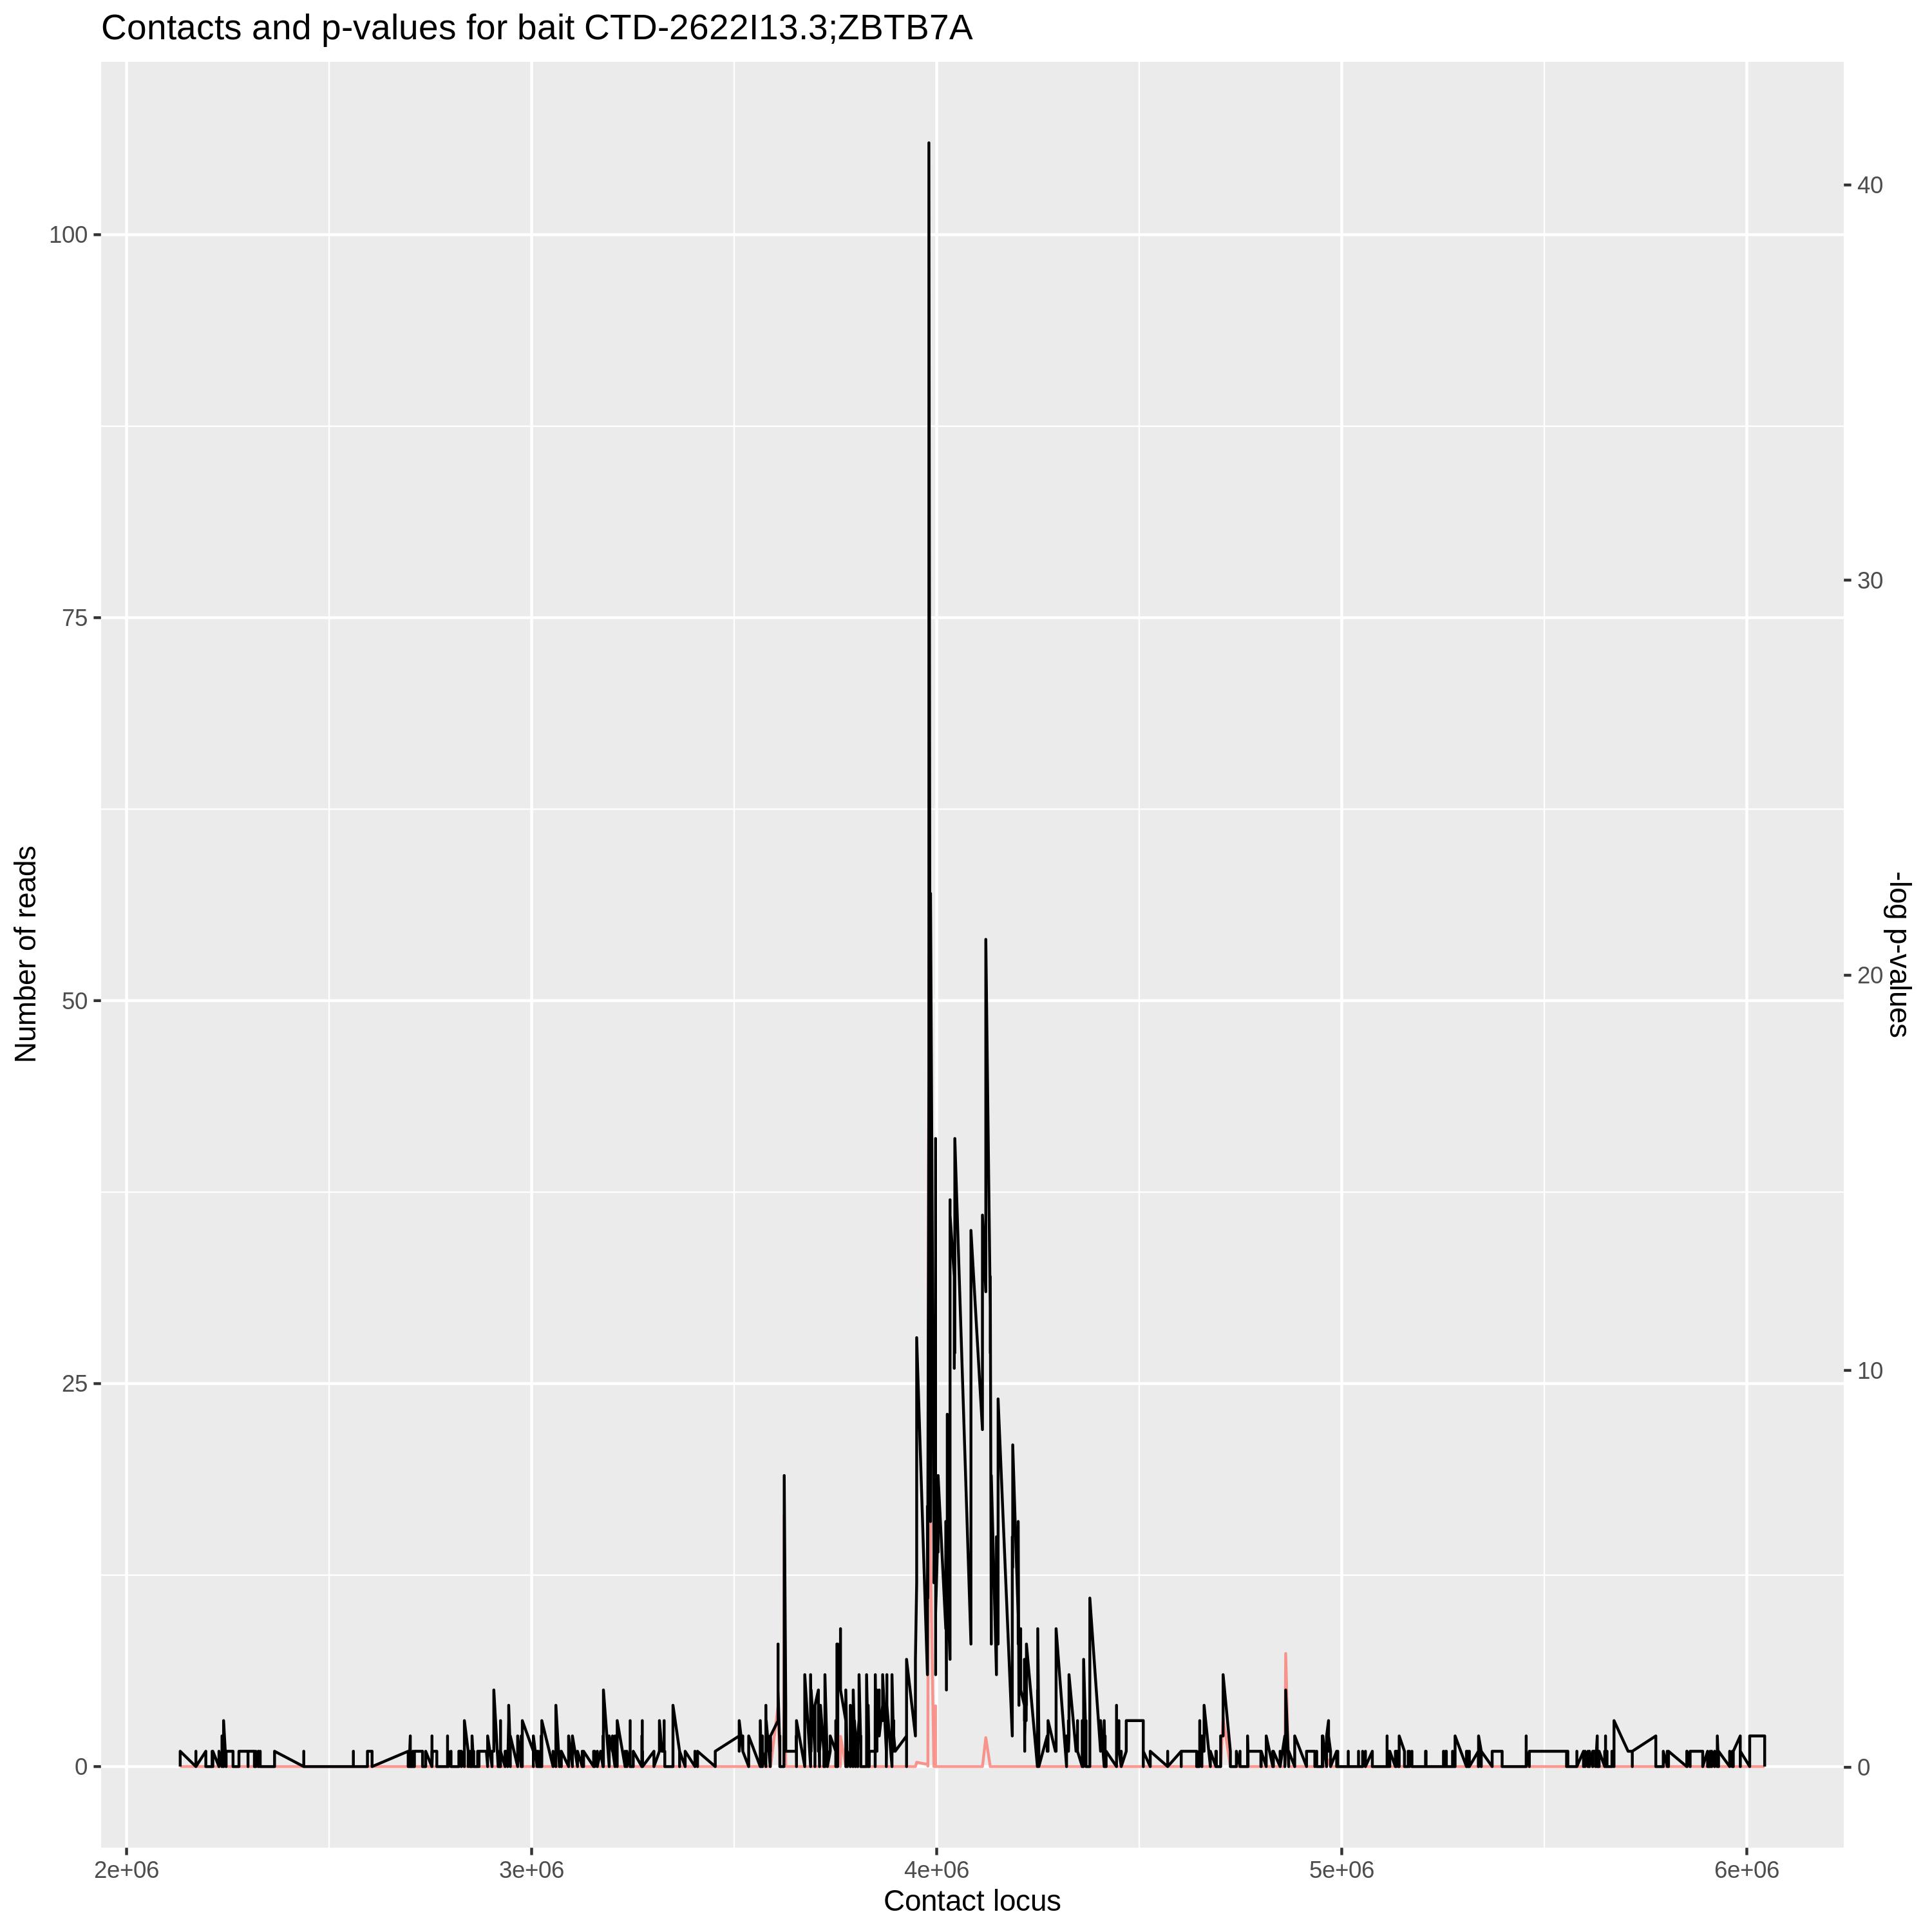 Contacts and p-values for bait CTD-2622I13.3;ZBTB7A
100
75
50
25
0
Number of reads
40
30
20
10
0
-log p-values
2e+06
3e+06
4e+06
5e+06
6e+06
Contact locus